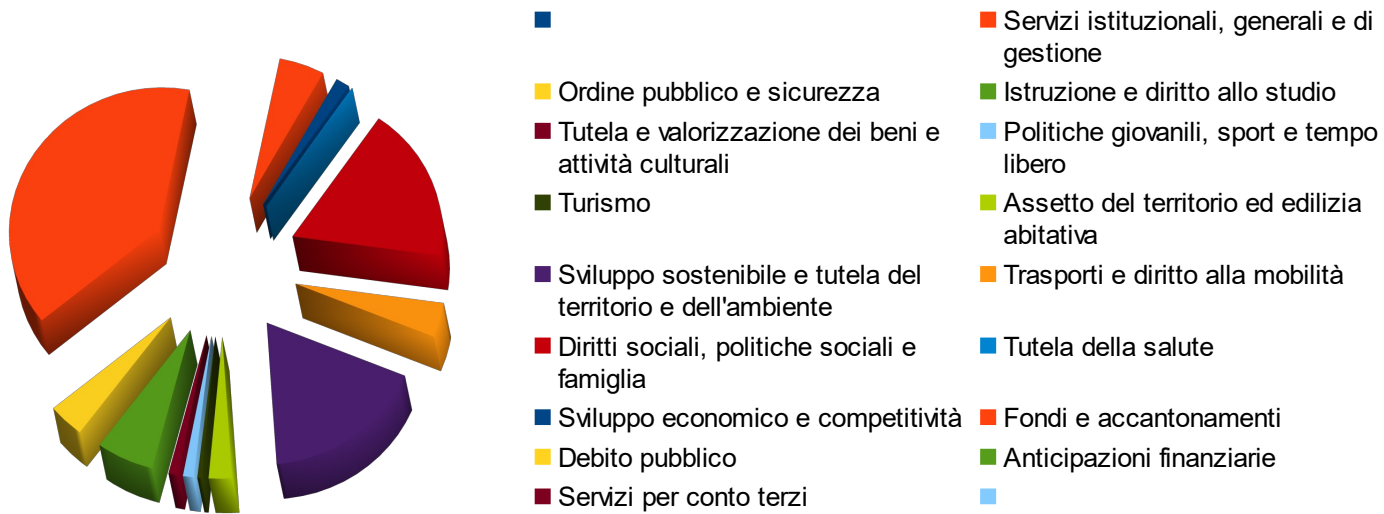 Servizi istituzionali, generali e di
gestione
Ordine pubblico e sicurezza
Istruzione e diritto allo studio
Tutela e valorizzazione dei beni e
attività culturali
Politiche giovanili, sport e tempo
libero
Turismo
Assetto del territorio ed edilizia
abitativa
Sviluppo sostenibile e tutela del
territorio e dell'ambiente
Trasporti e diritto alla mobilità
Diritti sociali, politiche sociali e
famiglia
Tutela della salute
Sviluppo economico e competitività
Fondi e accantonamenti
Debito pubblico
Anticipazioni finanziarie
Servizi per conto terzi